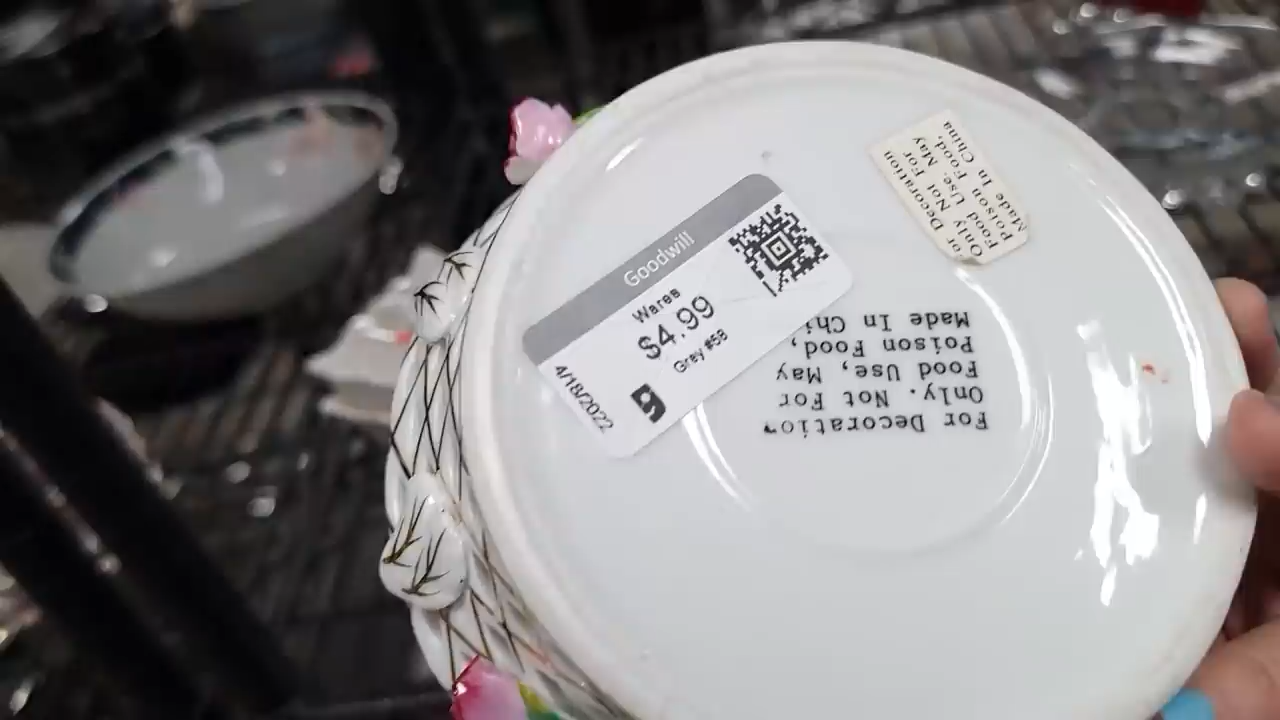 Goodwill
Wares
$4.99
Grey #58
4/18/2022
For Decoration
Only Not For
Food Use. May
Poison Food,
Made In China
For Decoration
Only. Not For
Food Use, May
Poison Food,
Made In Chi